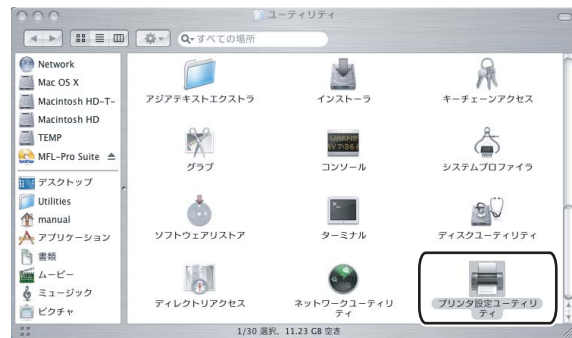 ユーティリティ
すべての場所
Network
Mac OS X
Macintosh HD-T-
Macintosh HD
TEMP
MFL-Pro Suite
デスクトップ
Utilities
manual
アプリケーション
書類
ムービー
ミュージック
ピクチャ
アジアテキストエクストラ
インストーラ
キーチェーンアクセス
グラブ
コンソール
システムプロファイラ
ソフトウェアリストア
ターミナル
ディスクユーティリティ
ディレクトリアクセス
ネットワークユーティリ
ティ
プリンタ設定ユーティリ
ティ
1/30 選択、11.23 GB 空き